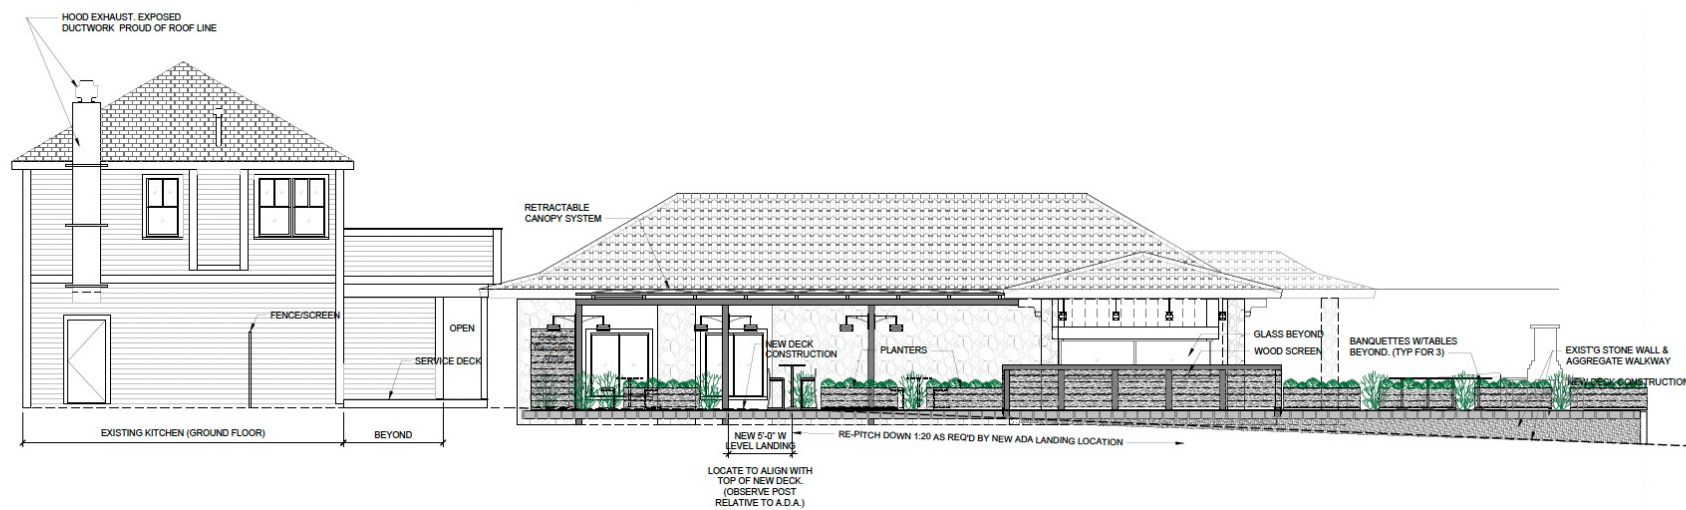 HOOD EXHAUST. EXPOSED
DUCTWORK PROUD OF ROOF LINE
RETRACTABLE
CANOPY SYSTEM
FENCE/SCREEN
OPEN
SERVICE DECK
NEW DECK
CONSTRUCTION
PLANTERS
GLASS BEYOND
WOOD SCREEN
BANQUETTES W/TABLES
BEYOND. (TYP FOR 3)
EXIST'G STONE WALL &
AGGREGATE WALKWAY
NEW DECK CONSTRUCTION
EXISTING KITCHEN (GROUND FLOOR)
BEYOND
NEW 5'-0" W
LEVEL LANDING
RE-PITCH DOWN 1:20 AS REQ'D BY NEW ADA LANDING LOCATION
LOCATE TO ALIGN WITH
TOP OF NEW DECK.
(OBSERVE POST
RELATIVE TO A.D.A.)